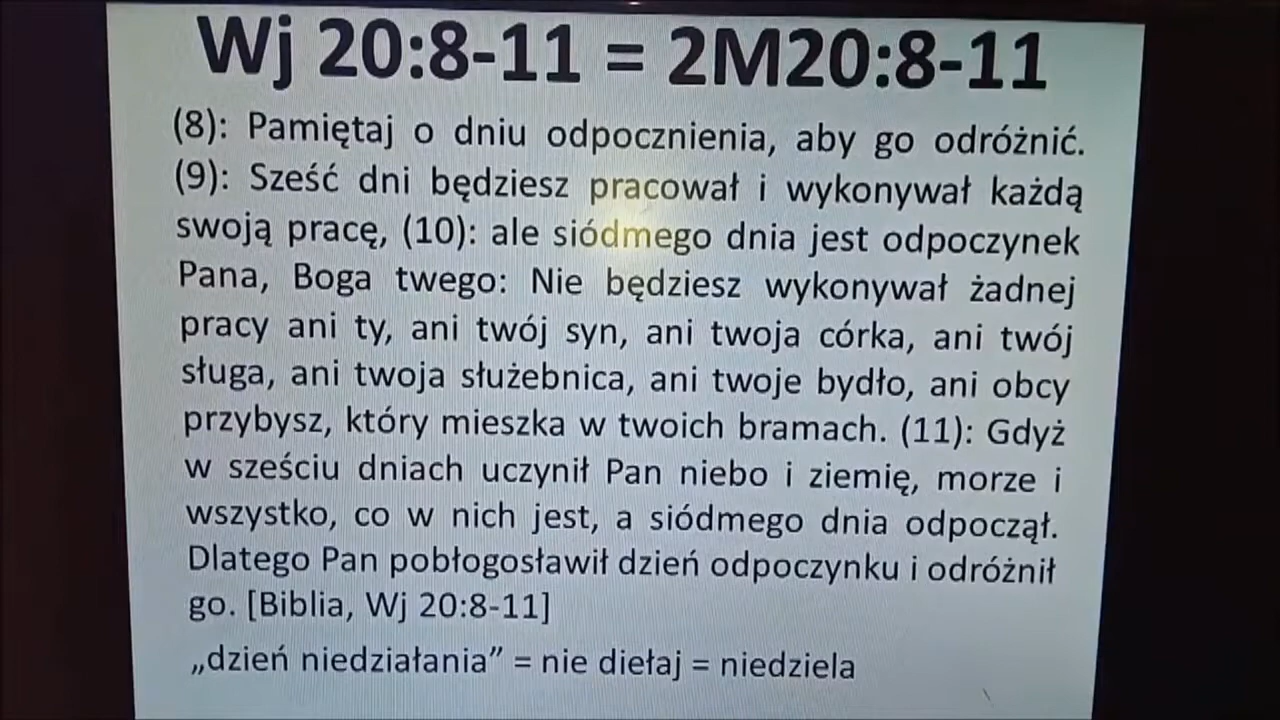 Wj 20:8-11 = 2M20:8-11
(8): Pamiętaj o dniu odpocznienia, aby go odróżnić.
(9): Sześć dni będziesz pracował i wykonywał każdą
swoją pracę, (10): ale siódmego dnia jest odpoczynek
Pana, Boga twego: Nie będziesz wykonywał żadnej
pracy ani ty, ani twój syn, ani twoja córka, ani twój
sługa, ani twoja służebnica, ani twoje bydło, ani obcy
przybysz, który mieszka w twoich bramach. (11): Gdyż
w sześciu dniach uczynił Pan niebo i ziemię, morze i
wszystko, co w nich jest, a siódmego dnia odpoczął.
Dlatego Pan pobłogosławił dzień odpoczynku i odróżnił
go. [Biblia, Wj 20:8-11]
„dzień niedziałania” = nie diełaj = niedziela